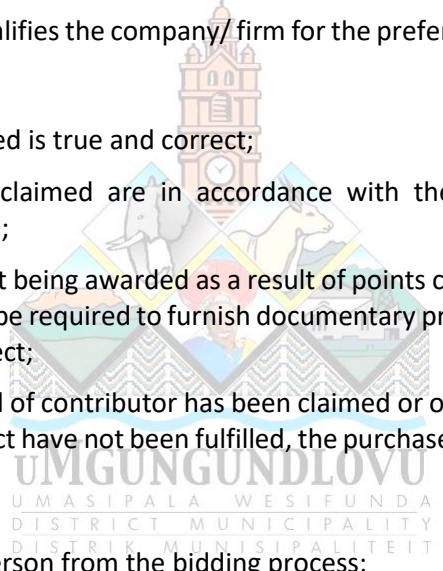 alifies the company/ firm for the prefer
ed is true and correct;
claimed are in accordance with the
;
t being awarded as a result of points c
be required to furnish documentary pr
ect;
l of contributor has been claimed or o
ct have not been fulfilled, the purchase
UMGUNGUNDLOVU
UMASIPALA WESIFUNDA
DISTRICT MUNICIPALITY
DISTRIK MUNISIPALITEIT
erson from the bidding process;